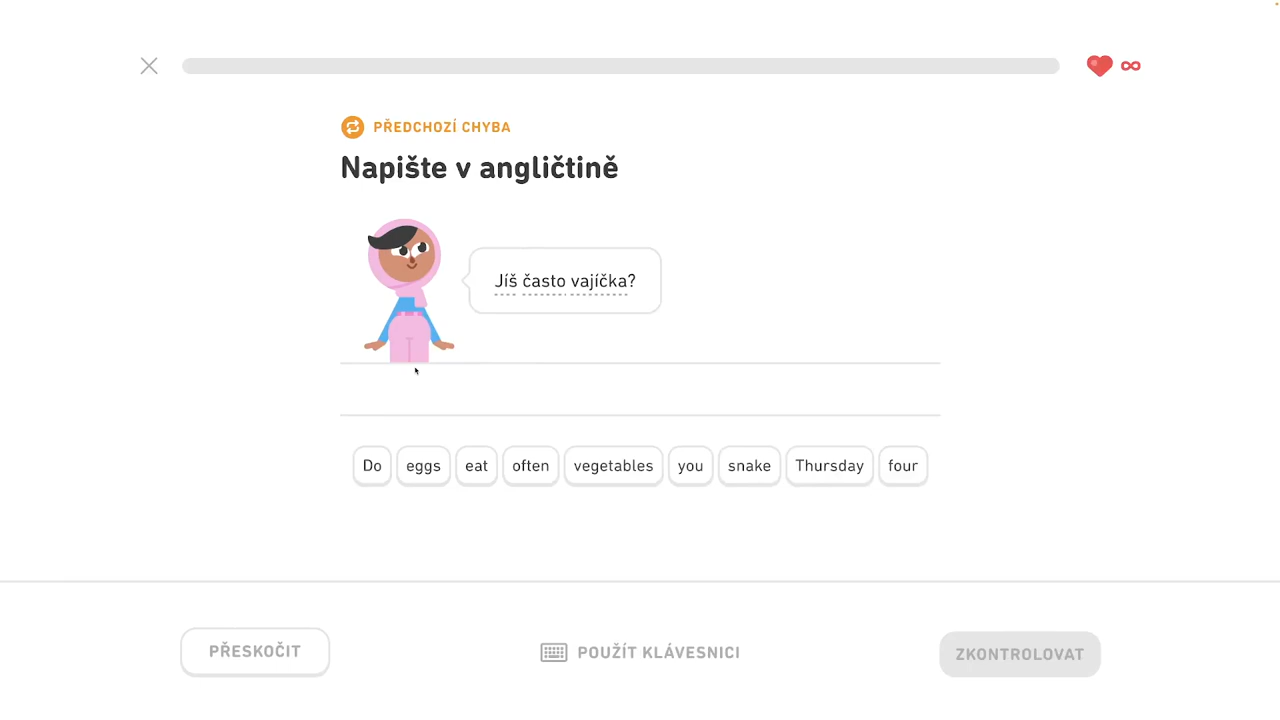 ∞
PŘEDCHOZÍ CHYBA
Napište v angličtině
Jíš často vajíčka?
Do eggs eat often vegetables you snake Thursday four
PŘESKOČIT POUŽÍT KLÁVESNICI ZKONTROLOVAT